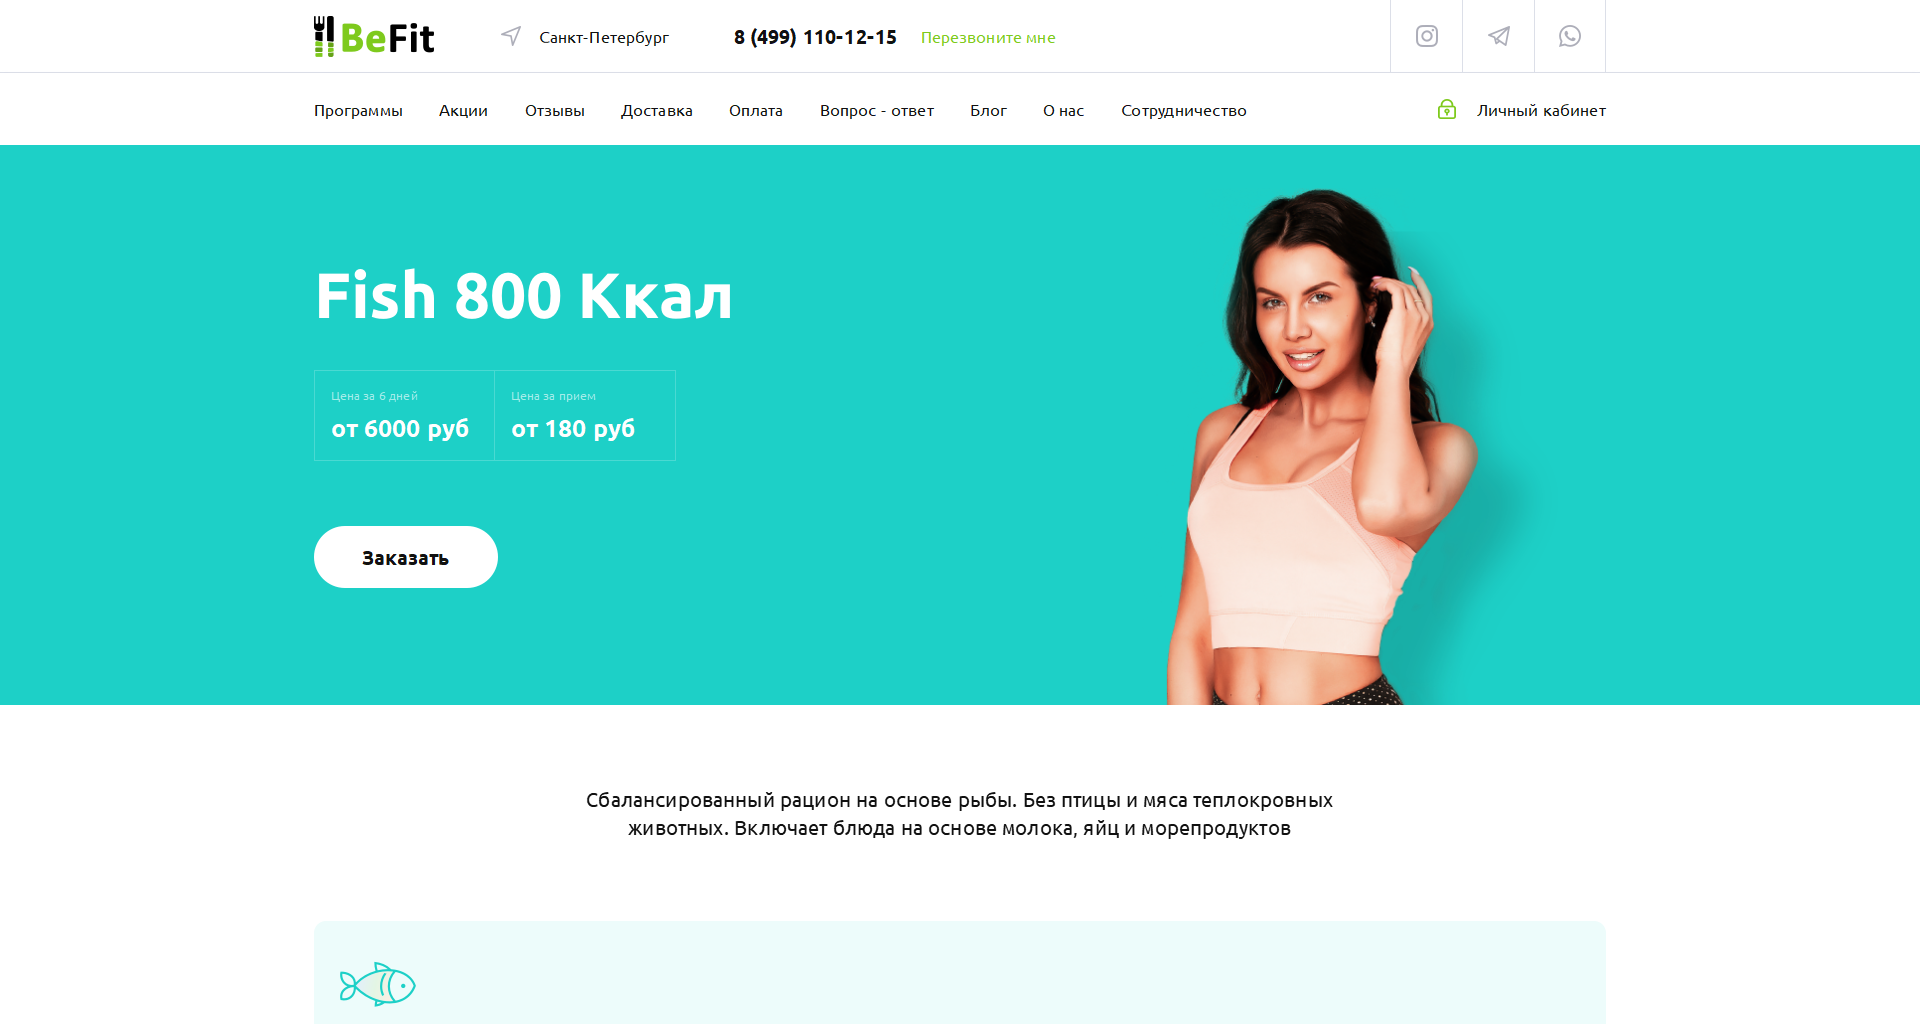 BeFit
Санкт-Петербург
8 (499) 110-12-15
Перезвоните мне
Программы
Акции
Отзывы
Доставка
Оплата
Вопрос - ответ
Блог
О нас
Сотрудничество
Личный кабинет
Fish 800 Ккал
Цена за 6 дней
от 6000 руб
Цена за прием
от 180 руб
Заказать
Сбалансированный рацион на основе рыбы. Без птицы и мяса теплокровных
животных. Включает блюда на основе молока, яйц и морепродуктов